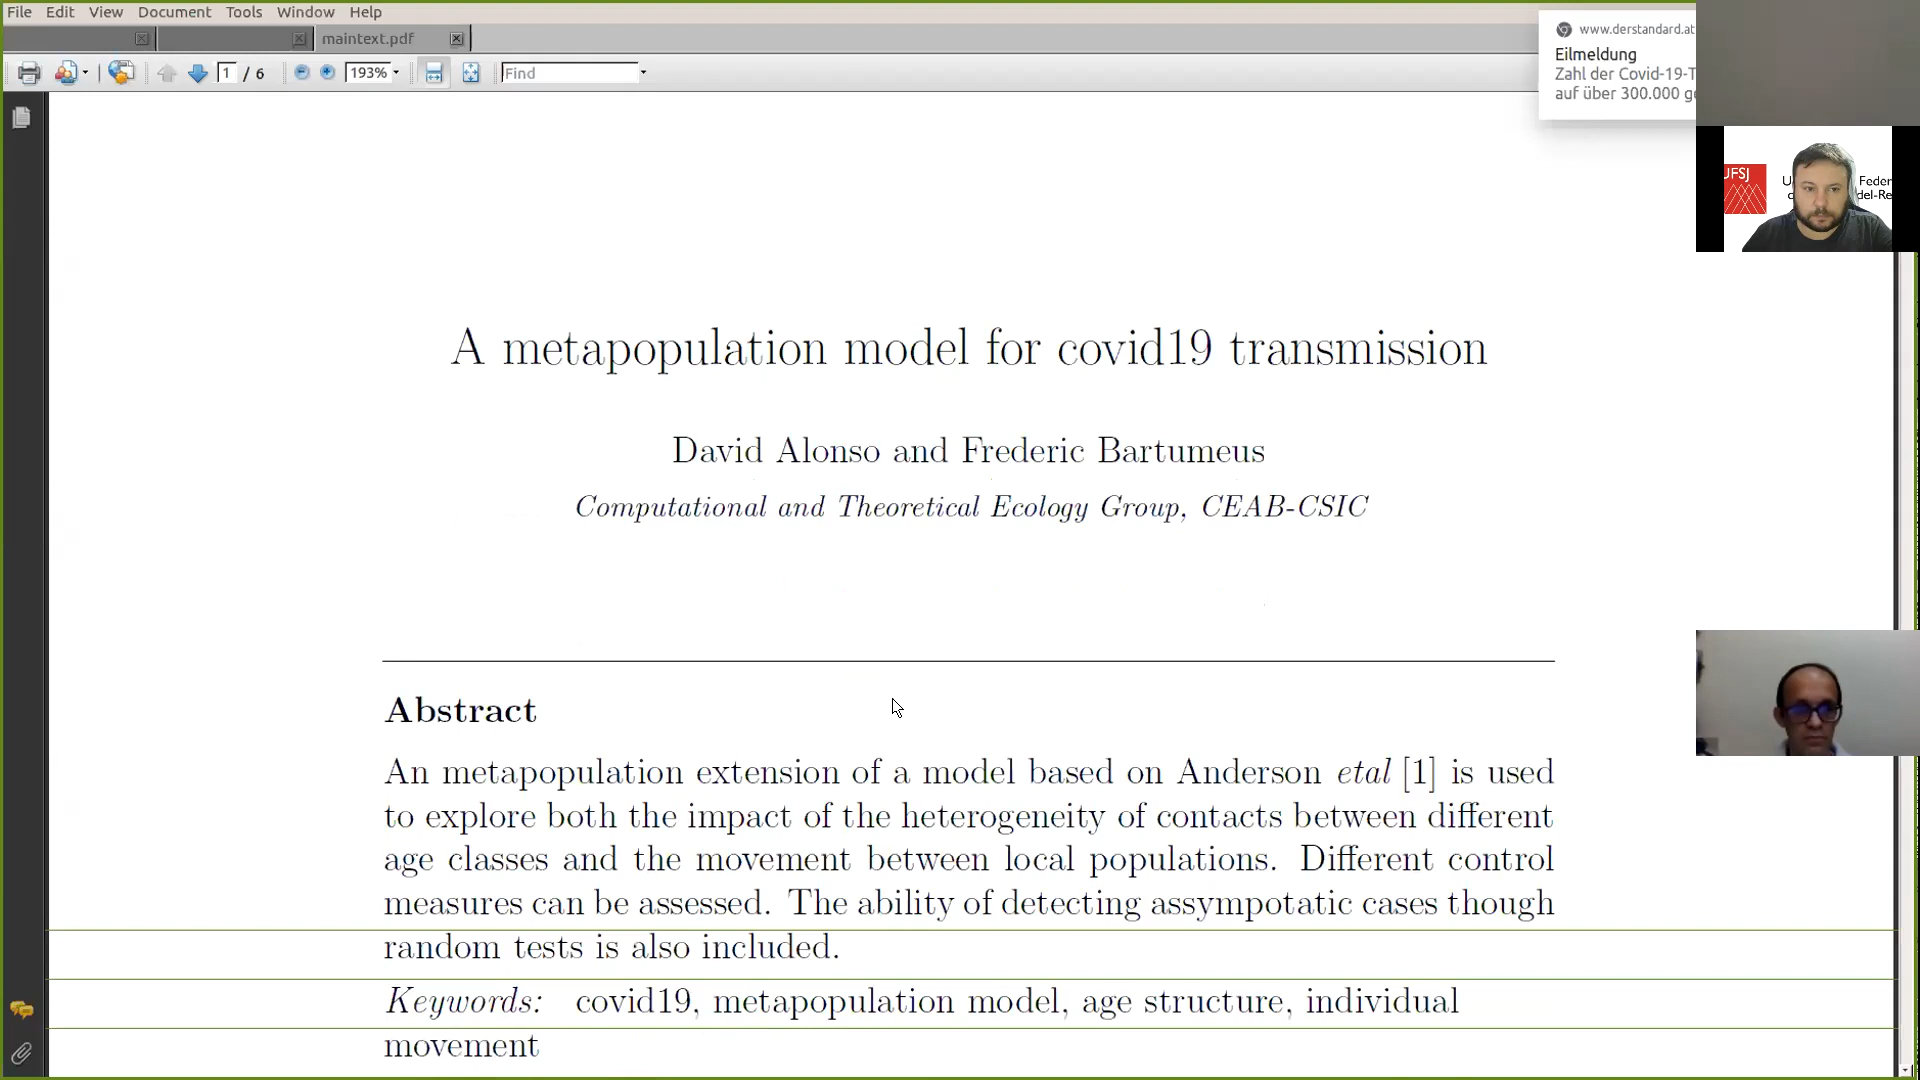 File Edit View Document Tools Window Help
maintext.pdf
1 / 6 193% Find
www.derstandard.at
Eilmeldung
Zahl der Covid-19-T
auf über 300.000 ge
UFSJ
U Feder
d del-Re
A metapopulation model for covid19 transmission
David Alonso and Frederic Bartumeus
Computational and Theoretical Ecology Group, CEAB-CSIC
Abstract
An metapopulation extension of a model based on Anderson etal [1] is used
to explore both the impact of the heterogeneity of contacts between different
age classes and the movement between local populations. Different control
measures can be assessed. The ability of detecting assympotatic cases though
random tests is also included.
Keywords: covid19, metapopulation model, age structure, individual
movement